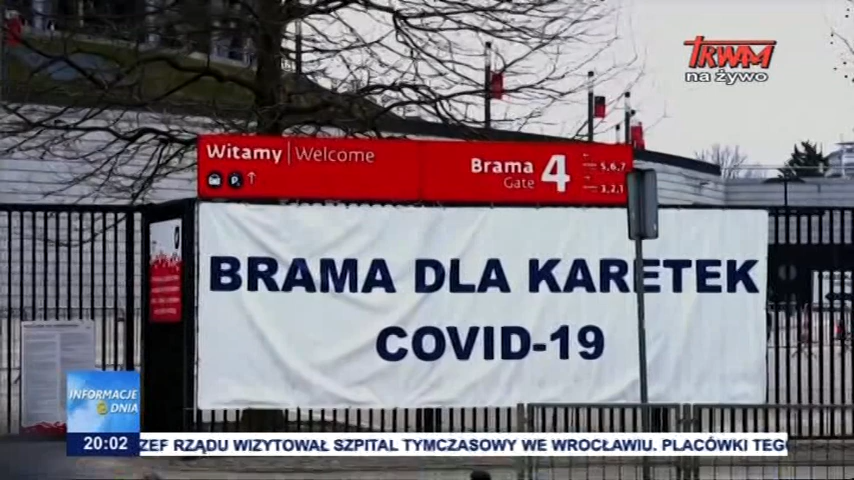 TRWAM
na żywo
Witamy | Welcome
Brama 4
Gate
5,6,7
3,2,1
P
BRAMA DLA KARETEK
COVID-19
INFORMACJE
DNIA
20:02
ZEF RZĄDU WIZYTOWAŁ SZPITAL TYMCZASOWY WE WROCŁAWIU. PLACÓWKI TEGO